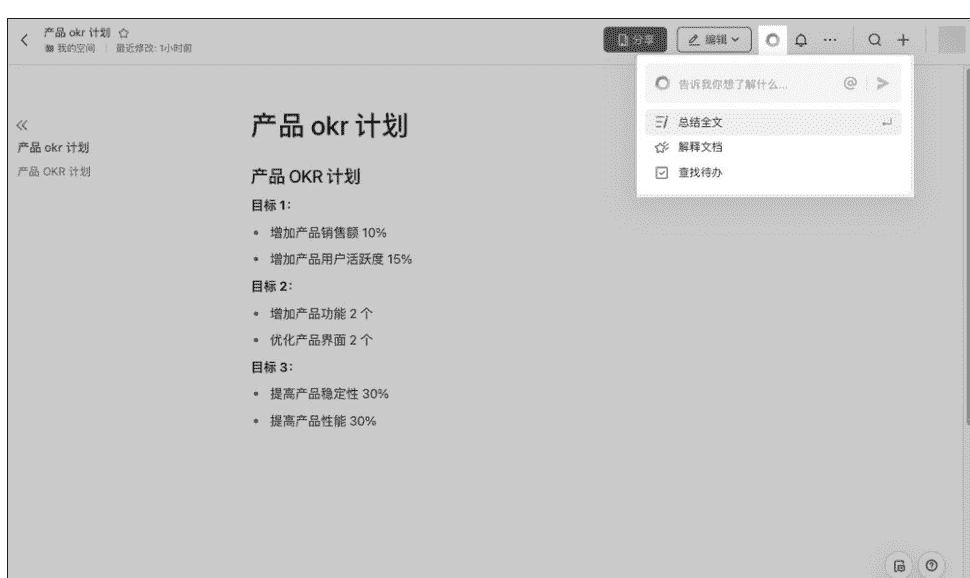 产品 okr 计划
我的空间 最近修改: 1小时前
分享
编辑
告诉我你想了解什么...
总结全文
解释文档
查找待办
产品 okr 计划
产品 OKR 计划
产品 okr 计划
产品 OKR 计划
目标 1:
• 增加产品销售额 10%
• 增加产品用户活跃度 15%
目标 2:
• 增加产品功能 2 个
• 优化产品界面 2 个
目标 3:
• 提高产品稳定性 30%
• 提高产品性能 30%